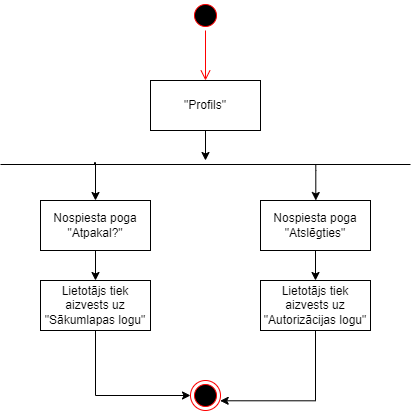 "Profils"
Nospiesta poga
"Atpakaļ?"
Nospiesta poga
"Atslēgties"
Lietotājs tiek
aizvests uz
"Sākumlapas logu"
Lietotājs tiek
aizvests uz
"Autorizācijas logu"